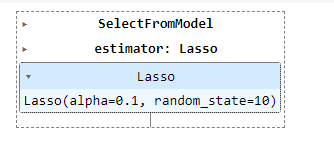 SelectFromModel
estimator: Lasso
Lasso
Lasso(alpha=0.1, random_state=10)